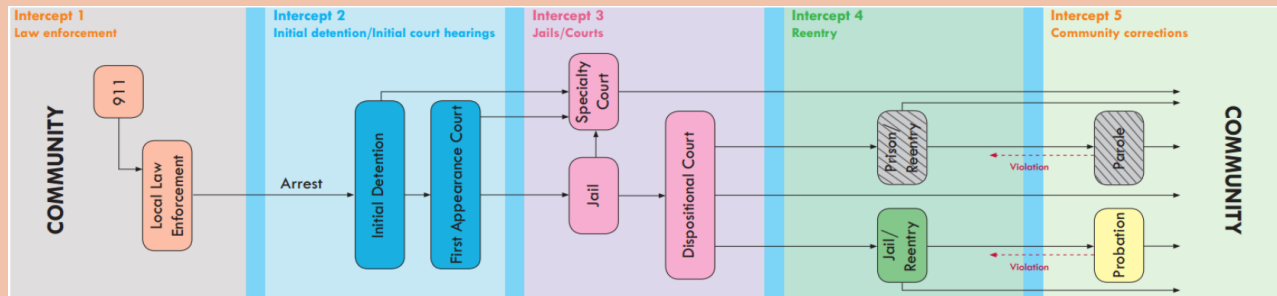 Intercept 1
Law enforcement
Intercept 2
Initial detention/Initial court hearings
Intercept 3
Jails/Courts
Intercept 4
Reentry
Intercept 5
Community corrections
COMMUNITY
911
Local Law
Enforcement
Arrest
Initial Detention
First Appearance Court
Specialty
Court
Jail
Dispositional Court
Prison/
Reentry
Violation
Parole
Jail/
Reentry
Violation
Probation
COMMUNITY